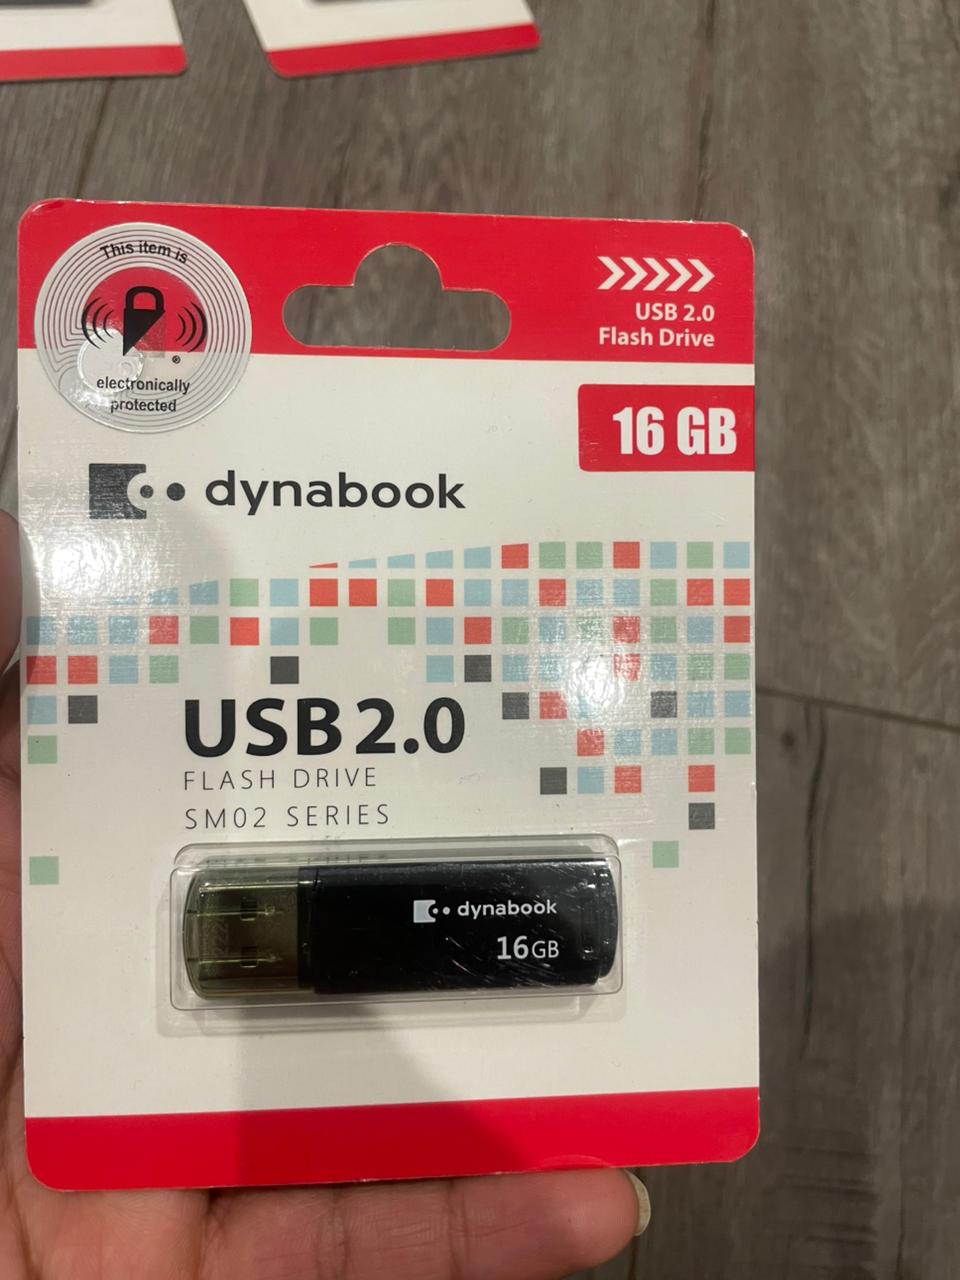 This item is
®
electronically
protected
USB 2.0
Flash Drive
16 GB
dynabook
USB 2.0
FLASH DRIVE
SM02 SERIES
dynabook
16GB